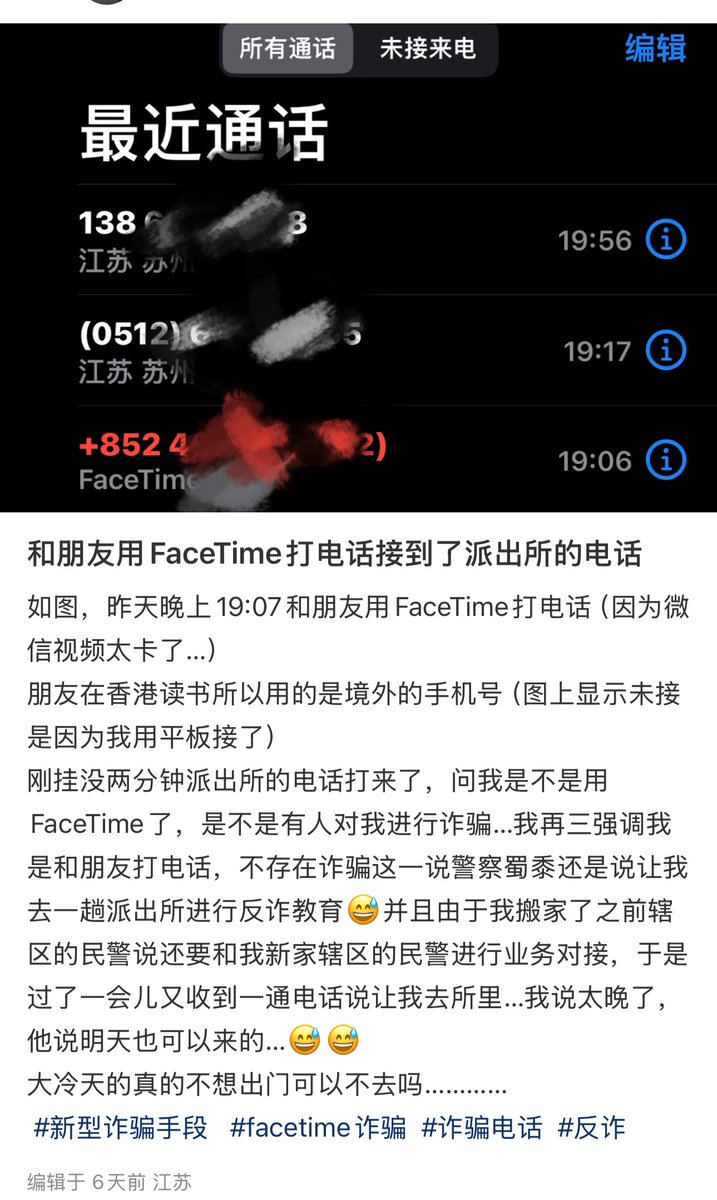 所有通话 未接来电 编辑
最近通话
138 6 8 19:56
江苏 苏州
(0512) 6 5 19:17
江苏 苏州
+852 4 2) 19:06
FaceTime
和朋友用FaceTime打电话接到了派出所的电话
如图，昨天晚上19:07和朋友用FaceTime打电话（因为微
信视频太卡了...）
朋友在香港读书所以用的是境外的手机号（图上显示未接
是因为我用平板接了）
刚挂没两分钟派出所的电话打来了，问我是不是用
FaceTime了，是不是有人对我进行诈骗...我再三强调我
是和朋友打电话，不存在诈骗这一说警察蜀黍还是说让我
去一趟派出所进行反诈教育😅并且由于我搬家了之前辖
区的民警说还要和我新家辖区的民警进行业务对接，于是
过了一会儿又收到一通电话说让我去所里...我说太晚了，
他说明天也可以来的...😅😅
大冷天的真的不想出门可以不去吗............
#新型诈骗手段 #facetime诈骗 #诈骗电话 #反诈
编辑于 6天前 江苏